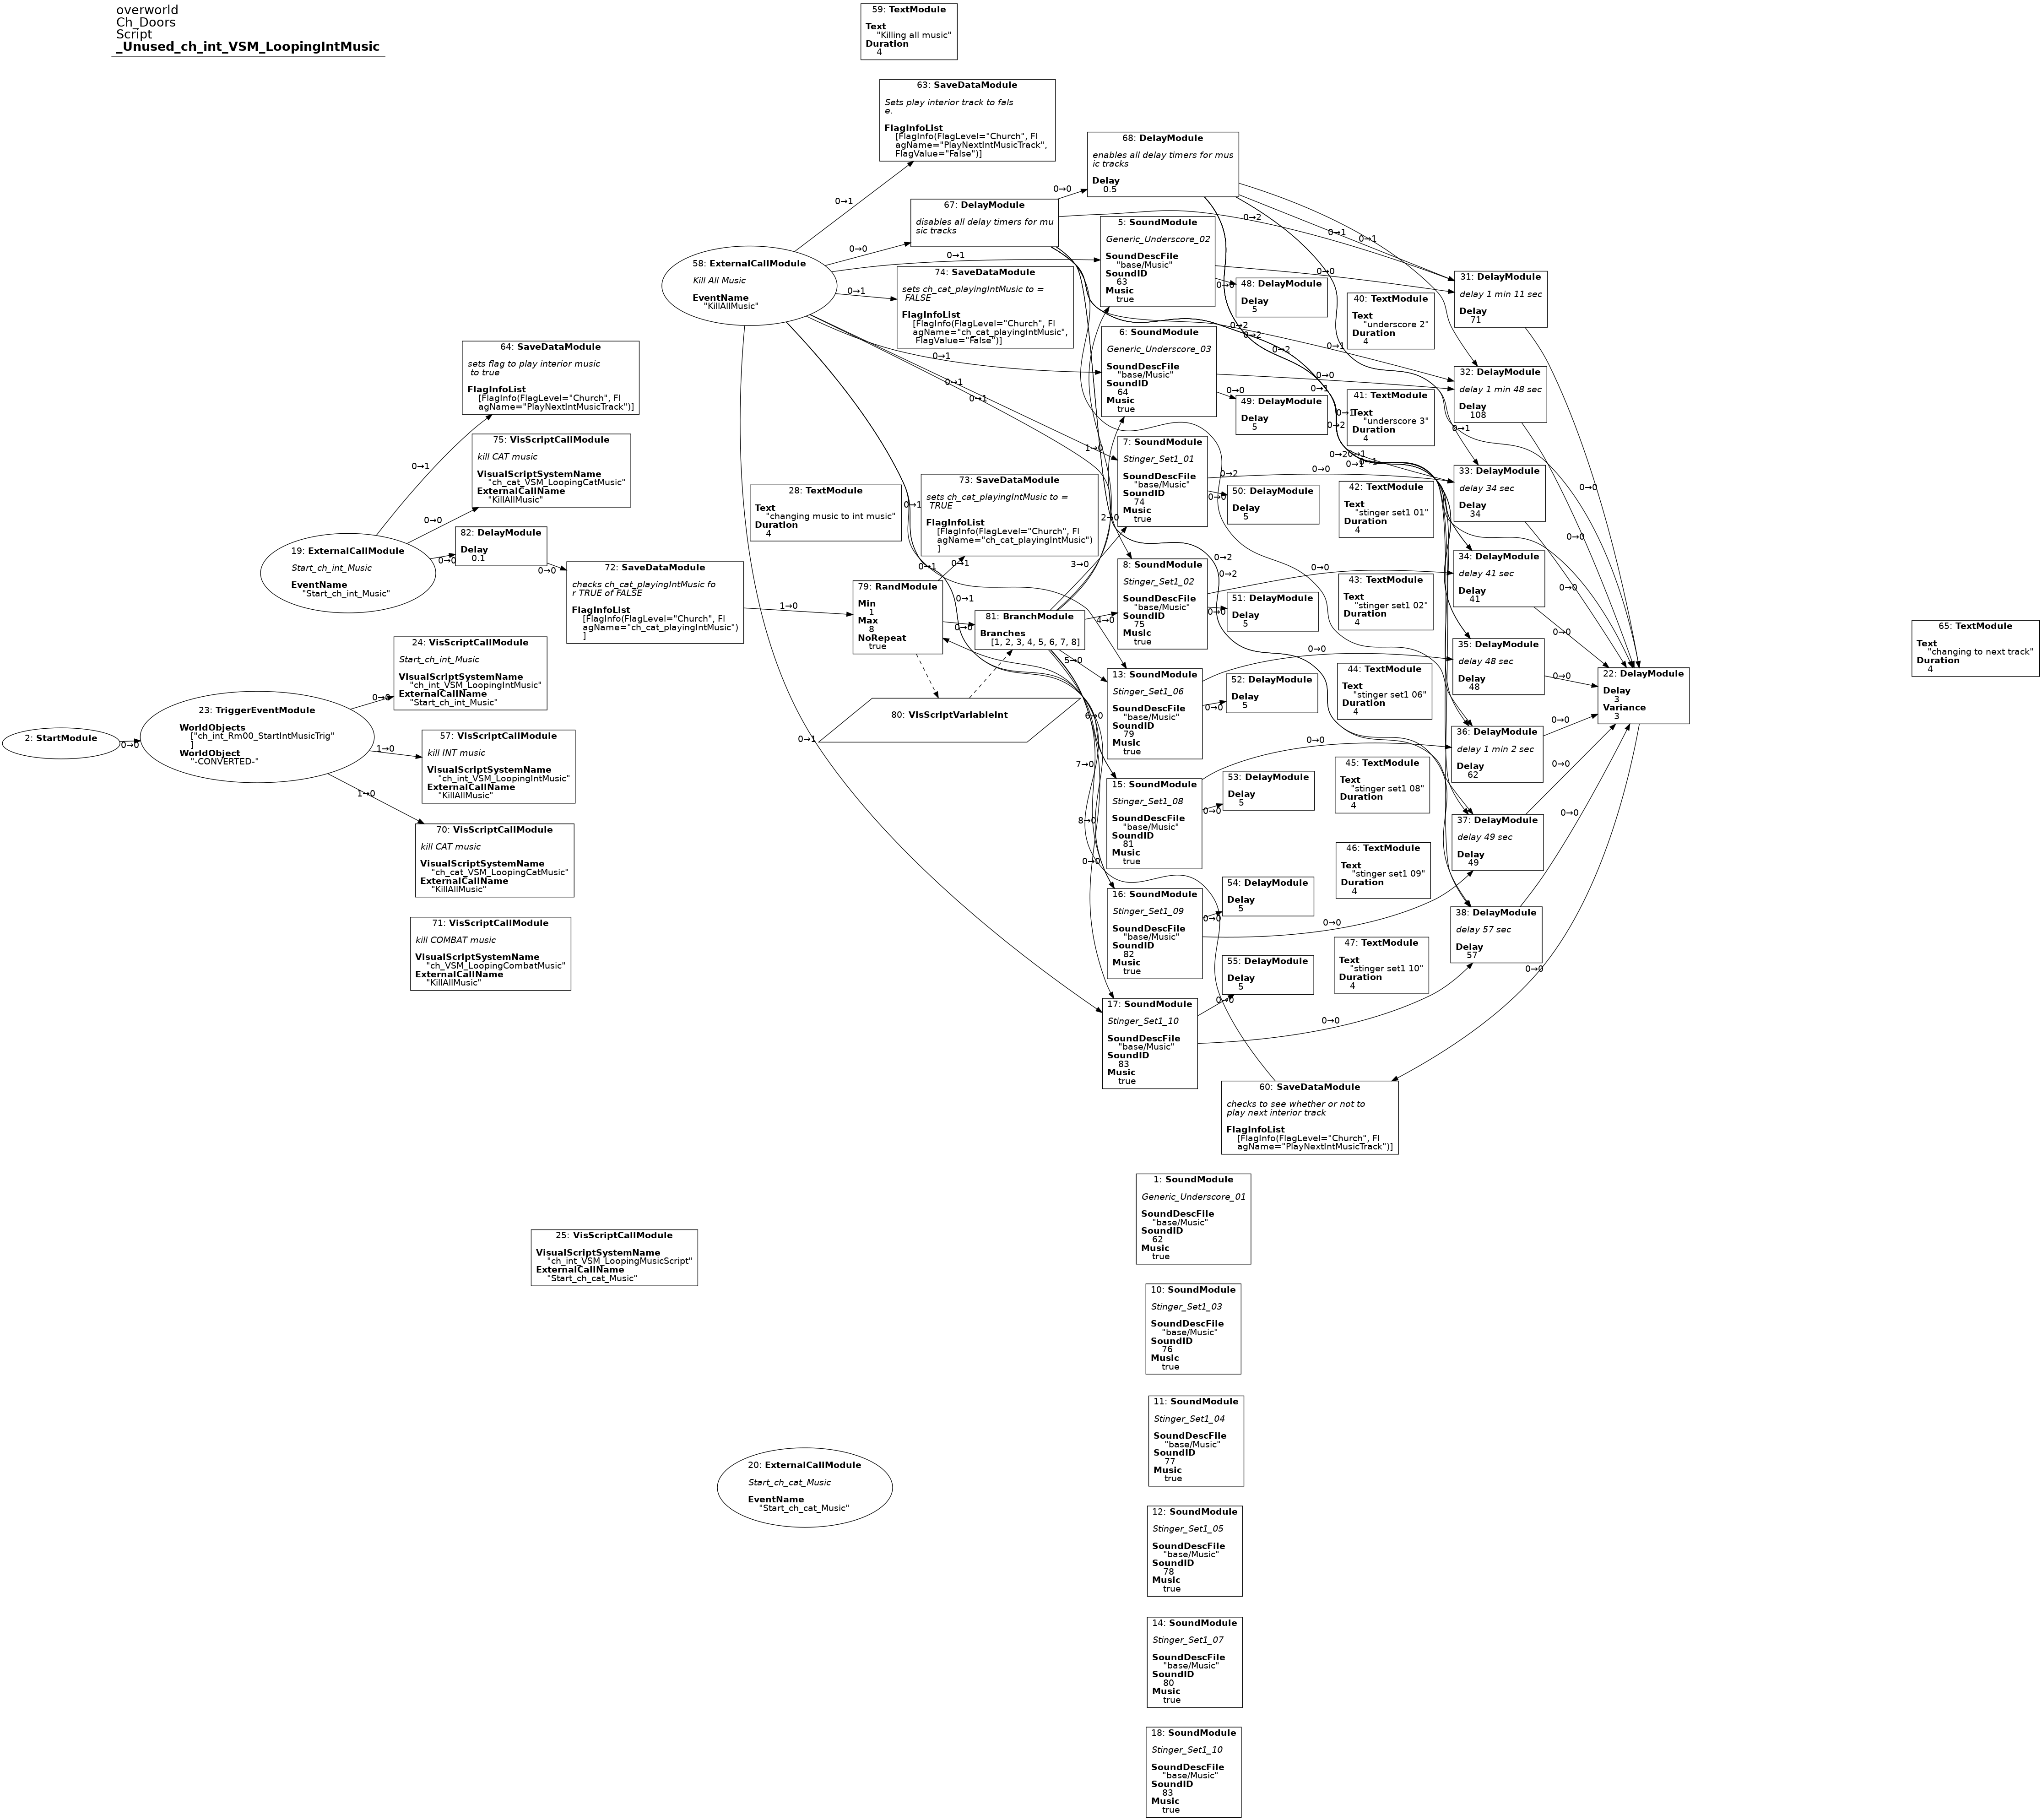 overworld
Ch_Doors
Script
_Unused_ch_int_VSM_LoopingIntMusic
59: TextModule
Text
"Killing all music"
Duration
4
63: SaveDataModule
Sets play interior track to fals
e.
FlagInfoList
[FlagInfo(FlagLevel="Church", Fl
agName="PlayNextIntMusicTrack",
FlagValue="False")]
68: DelayModule
enables all delay timers for mus
ic tracks
Delay
0.5
67: DelayModule
disables all delay timers for mu
sic tracks
58: ExternalCallModule
Kill All Music
EventName
"KillAllMusic"
74: SaveDataModule
sets ch_cat_playingIntMusic to =
FALSE
FlagInfoList
[FlagInfo(FlagLevel="Church", Fl
agName="ch_cat_playingIntMusic",
FlagValue="False")]
5: SoundModule
Generic_Underscore_02
SoundDescFile
"base/Music"
SoundID
63
Music
true
48: DelayModule
Delay
5
40: TextModule
Text
"underscore 2"
Duration
4
31: DelayModule
delay 1 min 11 sec
Delay
71
6: SoundModule
Generic_Underscore_03
SoundDescFile
"base/Music"
SoundID
64
Music
true
49: DelayModule
Delay
5
41: TextModule
Text
"underscore 3"
Duration
4
32: DelayModule
delay 1 min 48 sec
Delay
108
64: SaveDataModule
sets flag to play interior music
to true
FlagInfoList
[FlagInfo(FlagLevel="Church", Fl
agName="PlayNextIntMusicTrack")]
75: VisScriptCallModule
kill CAT music
VisualScriptSystemName
"ch_cat_VSM_LoopingCatMusic"
ExternalCallName
"KillAllMusic"
19: ExternalCallModule
Start_ch_int_Music
EventName
"Start_ch_int_Music"
82: DelayModule
Delay
0.1
72: SaveDataModule
checks ch_cat_playingIntMusic fo
r TRUE of FALSE
FlagInfoList
[FlagInfo(FlagLevel="Church", Fl
agName="ch_cat_playingIntMusic")
]
28: TextModule
Text
"changing music to int music"
Duration
4
73: SaveDataModule
sets ch_cat_playingIntMusic to =
TRUE
FlagInfoList
[FlagInfo(FlagLevel="Church", Fl
agName="ch_cat_playingIntMusic")
]
79: RandModule
Min
1
Max
8
NoRepeat
true
81: BranchModule
Branches
[1, 2, 3, 4, 5, 6, 7, 8]
80: VisScriptVariableInt
7: SoundModule
Stinger_Set1_01
SoundDescFile
"base/Music"
SoundID
74
Music
true
50: DelayModule
Delay
5
42: TextModule
Text
"stinger set1 01"
Duration
4
33: DelayModule
delay 34 sec
Delay
34
8: SoundModule
Stinger_Set1_02
SoundDescFile
"base/Music"
SoundID
75
Music
true
51: DelayModule
Delay
5
43: TextModule
Text
"stinger set1 02"
Duration
4
34: DelayModule
delay 41 sec
Delay
41
13: SoundModule
Stinger_Set1_06
SoundDescFile
"base/Music"
SoundID
79
Music
true
52: DelayModule
Delay
5
44: TextModule
Text
"stinger set1 06"
Duration
4
35: DelayModule
delay 48 sec
Delay
48
22: DelayModule
Delay
3
Variance
3
65: TextModule
Text
"changing to next track"
Duration
4
2: StartModule
23: TriggerEventModule
WorldObjects
["ch_int_Rm00_StartIntMusicTrig"
]
WorldObject
"-CONVERTED-"
24: VisScriptCallModule
Start_ch_int_Music
VisualScriptSystemName
"ch_int_VSM_LoopingIntMusic"
ExternalCallName
"Start_ch_int_Music"
57: VisScriptCallModule
kill INT music
VisualScriptSystemName
"ch_int_VSM_LoopingIntMusic"
ExternalCallName
"KillAllMusic"
70: VisScriptCallModule
kill CAT music
VisualScriptSystemName
"ch_cat_VSM_LoopingCatMusic"
ExternalCallName
"KillAllMusic"
71: VisScriptCallModule
kill COMBAT music
VisualScriptSystemName
"ch_VSM_LoopingCombatMusic"
ExternalCallName
"KillAllMusic"
15: SoundModule
Stinger_Set1_08
SoundDescFile
"base/Music"
SoundID
81
Music
true
53: DelayModule
Delay
5
45: TextModule
Text
"stinger set1 08"
Duration
4
36: DelayModule
delay 1 min 2 sec
Delay
62
16: SoundModule
Stinger_Set1_09
SoundDescFile
"base/Music"
SoundID
82
Music
true
54: DelayModule
Delay
5
46: TextModule
Text
"stinger set1 09"
Duration
4
37: DelayModule
delay 49 sec
Delay
49
17: SoundModule
Stinger_Set1_10
SoundDescFile
"base/Music"
SoundID
83
Music
true
55: DelayModule
Delay
5
47: TextModule
Text
"stinger set1 10"
Duration
4
38: DelayModule
delay 57 sec
Delay
57
60: SaveDataModule
checks to see whether or not to
play next interior track
FlagInfoList
[FlagInfo(FlagLevel="Church", Fl
agName="PlayNextIntMusicTrack")]
1: SoundModule
Generic_Underscore_01
SoundDescFile
"base/Music"
SoundID
62
Music
true
25: VisScriptCallModule
VisualScriptSystemName
"ch_int_VSM_LoopingMusicScript"
ExternalCallName
"Start_ch_cat_Music"
10: SoundModule
Stinger_Set1_03
SoundDescFile
"base/Music"
SoundID
76
Music
true
11: SoundModule
Stinger_Set1_04
SoundDescFile
"base/Music"
SoundID
77
Music
true
20: ExternalCallModule
Start_ch_cat_Music
EventName
"Start_ch_cat_Music"
12: SoundModule
Stinger_Set1_05
SoundDescFile
"base/Music"
SoundID
78
Music
true
14: SoundModule
Stinger_Set1_07
SoundDescFile
"base/Music"
SoundID
80
Music
true
18: SoundModule
Stinger_Set1_10
SoundDescFile
"base/Music"
SoundID
83
Music
true